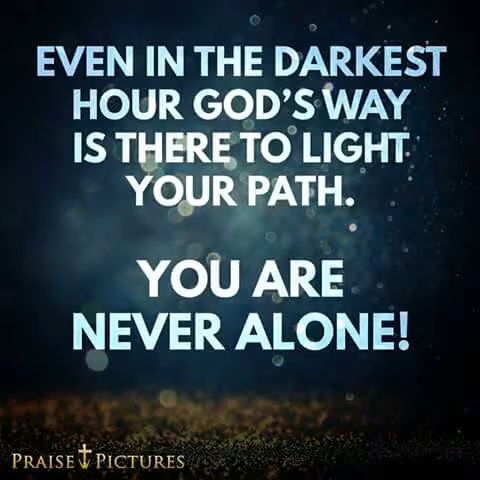 EVEN IN THE DARKEST
HOUR GOD'S WAY
IS THERE TO LIGHT
YOUR PATH.
YOU ARE
NEVER ALONE!
PRAISE PICTURES